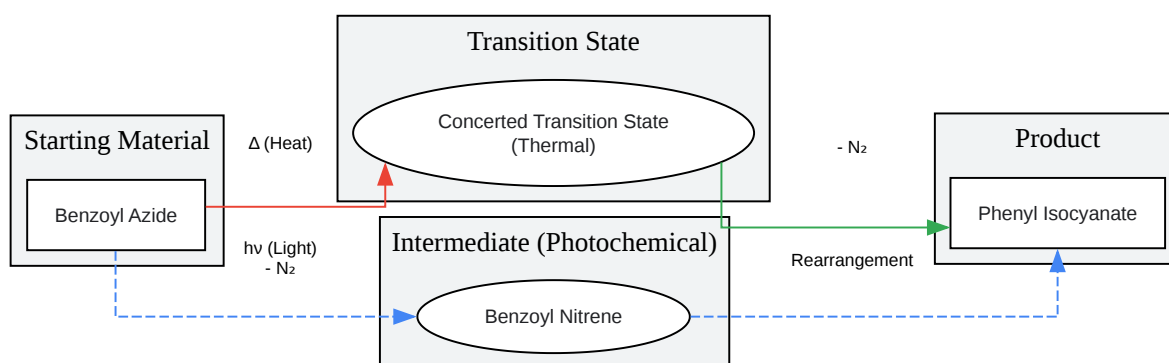 Transition State
Concerted Transition State
(Thermal)
Starting Material
Benzoyl Azide
Δ (Heat)
- N₂
Product
Phenyl Isocyanate
hν (Light)
- N₂
Intermediate (Photochemical)
Benzoyl Nitrene
Rearrangement